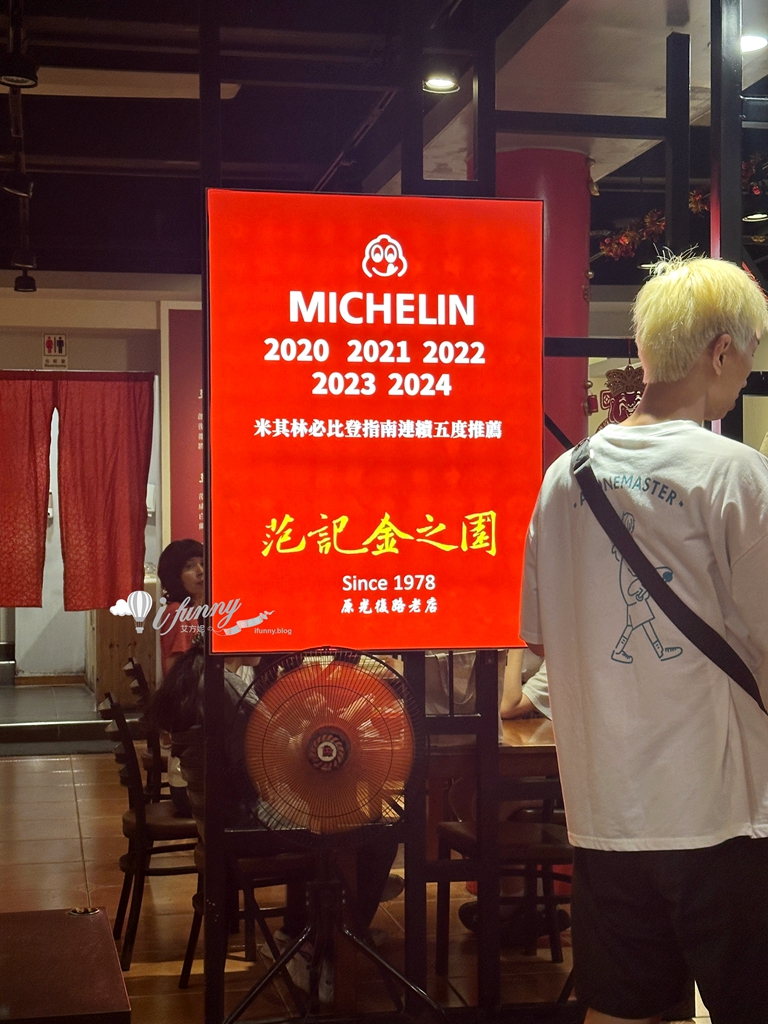 MICHELIN
2020 2021 2022
2023 2024
米其林必比登指南連續五度推薦
范記金之園
Since 1978
原光復路老店
i funny
艾方妮
ifunny.blog